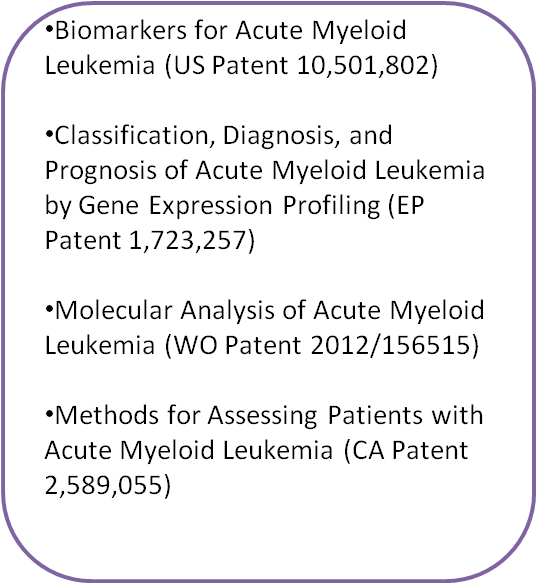 •Biomarkers for Acute Myeloid
Leukemia (US Patent 10,501,802)
•Classification, Diagnosis, and
Prognosis of Acute Myeloid Leukemia
by Gene Expression Profiling (EP
Patent 1,723,257)
•Molecular Analysis of Acute Myeloid
Leukemia (WO Patent 2012/156515)
•Methods for Assessing Patients with
Acute Myeloid Leukemia (CA Patent
2,589,055)